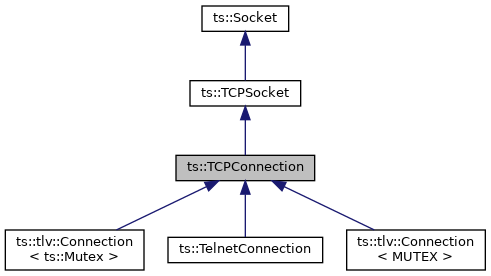 ts::Socket
ts::TCPSocket
ts::TCPConnection
ts::tlv::Connection
< ts::Mutex >
ts::TelnetConnection
ts::tlv::Connection
< MUTEX >